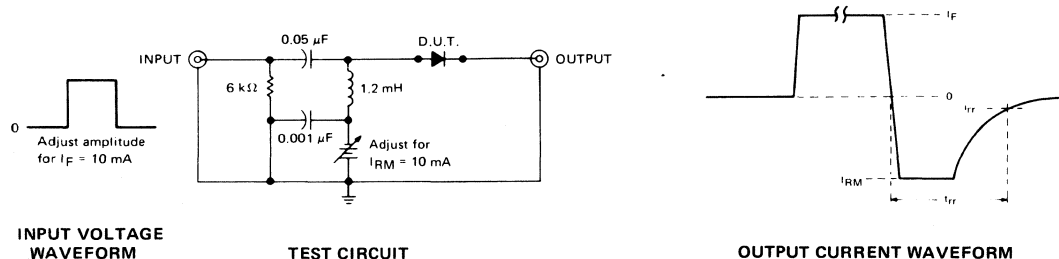 0
Adjust amplitude
for IF = 10 mA
INPUT VOLTAGE
WAVEFORM
INPUT
0.05 µF
D.U.T.
OUTPUT
6 kΩ
1.2 mH
0.001 µF
Adjust for
IRM = 10 mA
TEST CIRCUIT
IF
0
irr
IRM
trr
OUTPUT CURRENT WAVEFORM